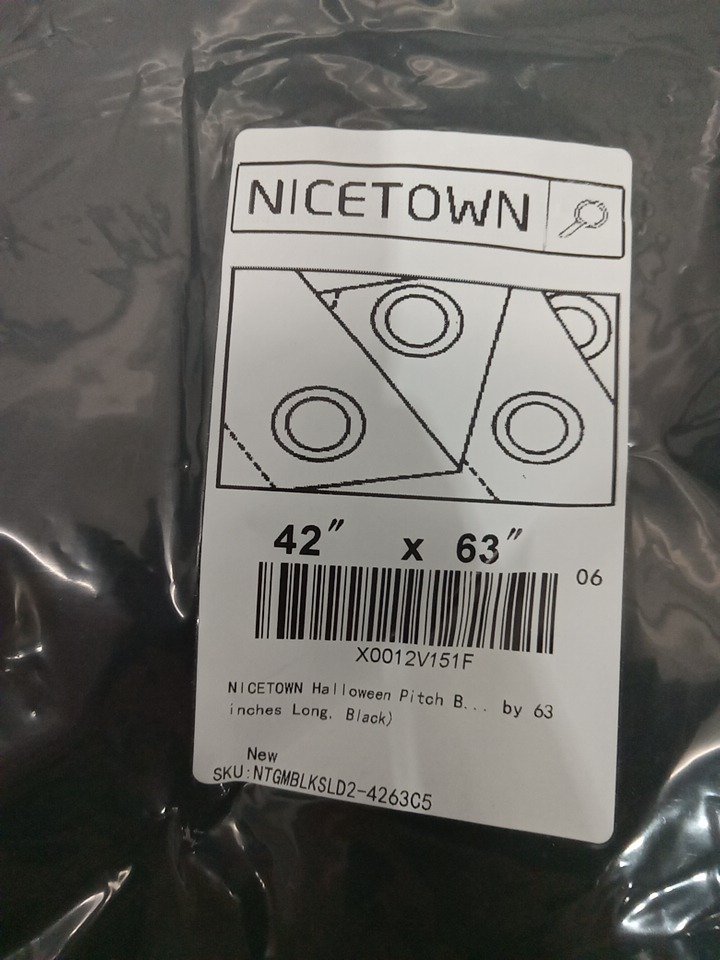 NICETOWN
42" x 63"
06
X0012V151F
NICETOWN Halloween Pitch B... by 63
inches Long, Black)
New
SKU:NTGMBLKSLD2-4263C5